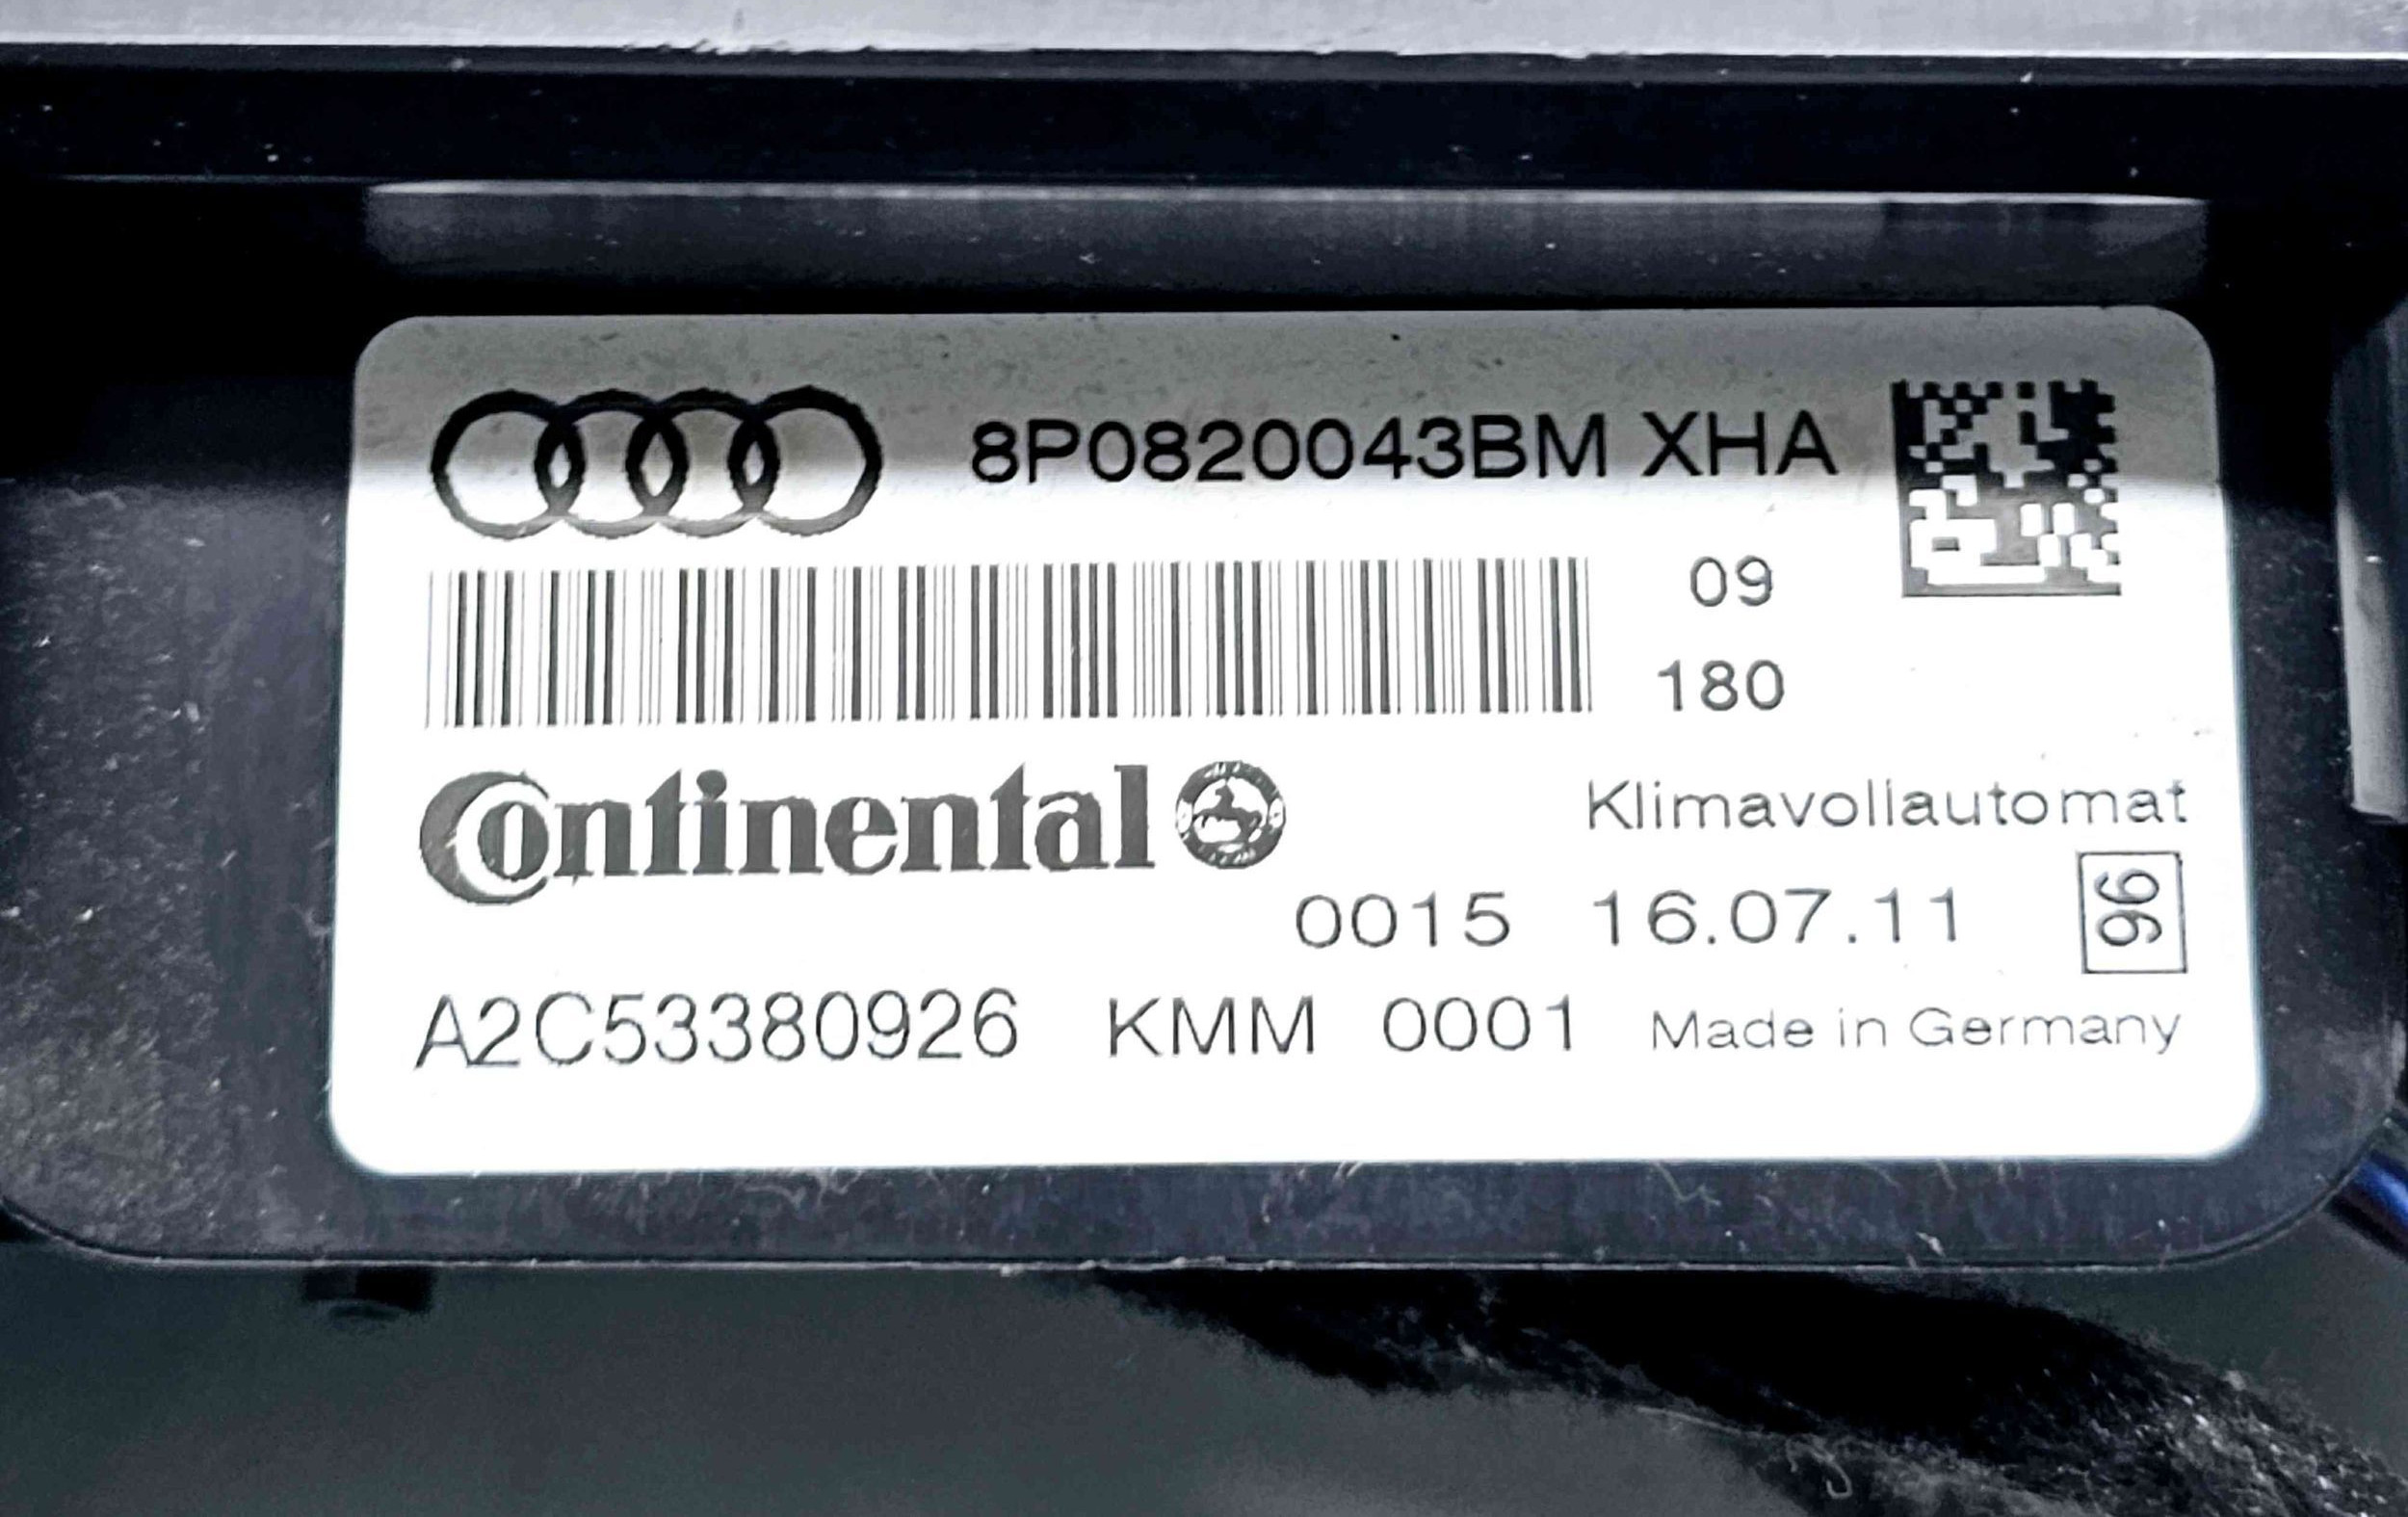 8P0820043BM XHA
09
180
Continental
Klimavollautomat
0015 16.07.11
96
A2C53380926 KMM 0001 Made in Germany